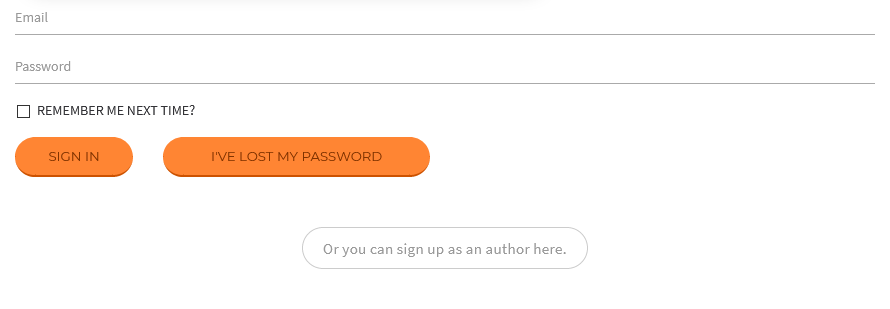 Email
Password
REMEMBER ME NEXT TIME?
SIGN IN
I'VE LOST MY PASSWORD
Or you can sign up as an author here.